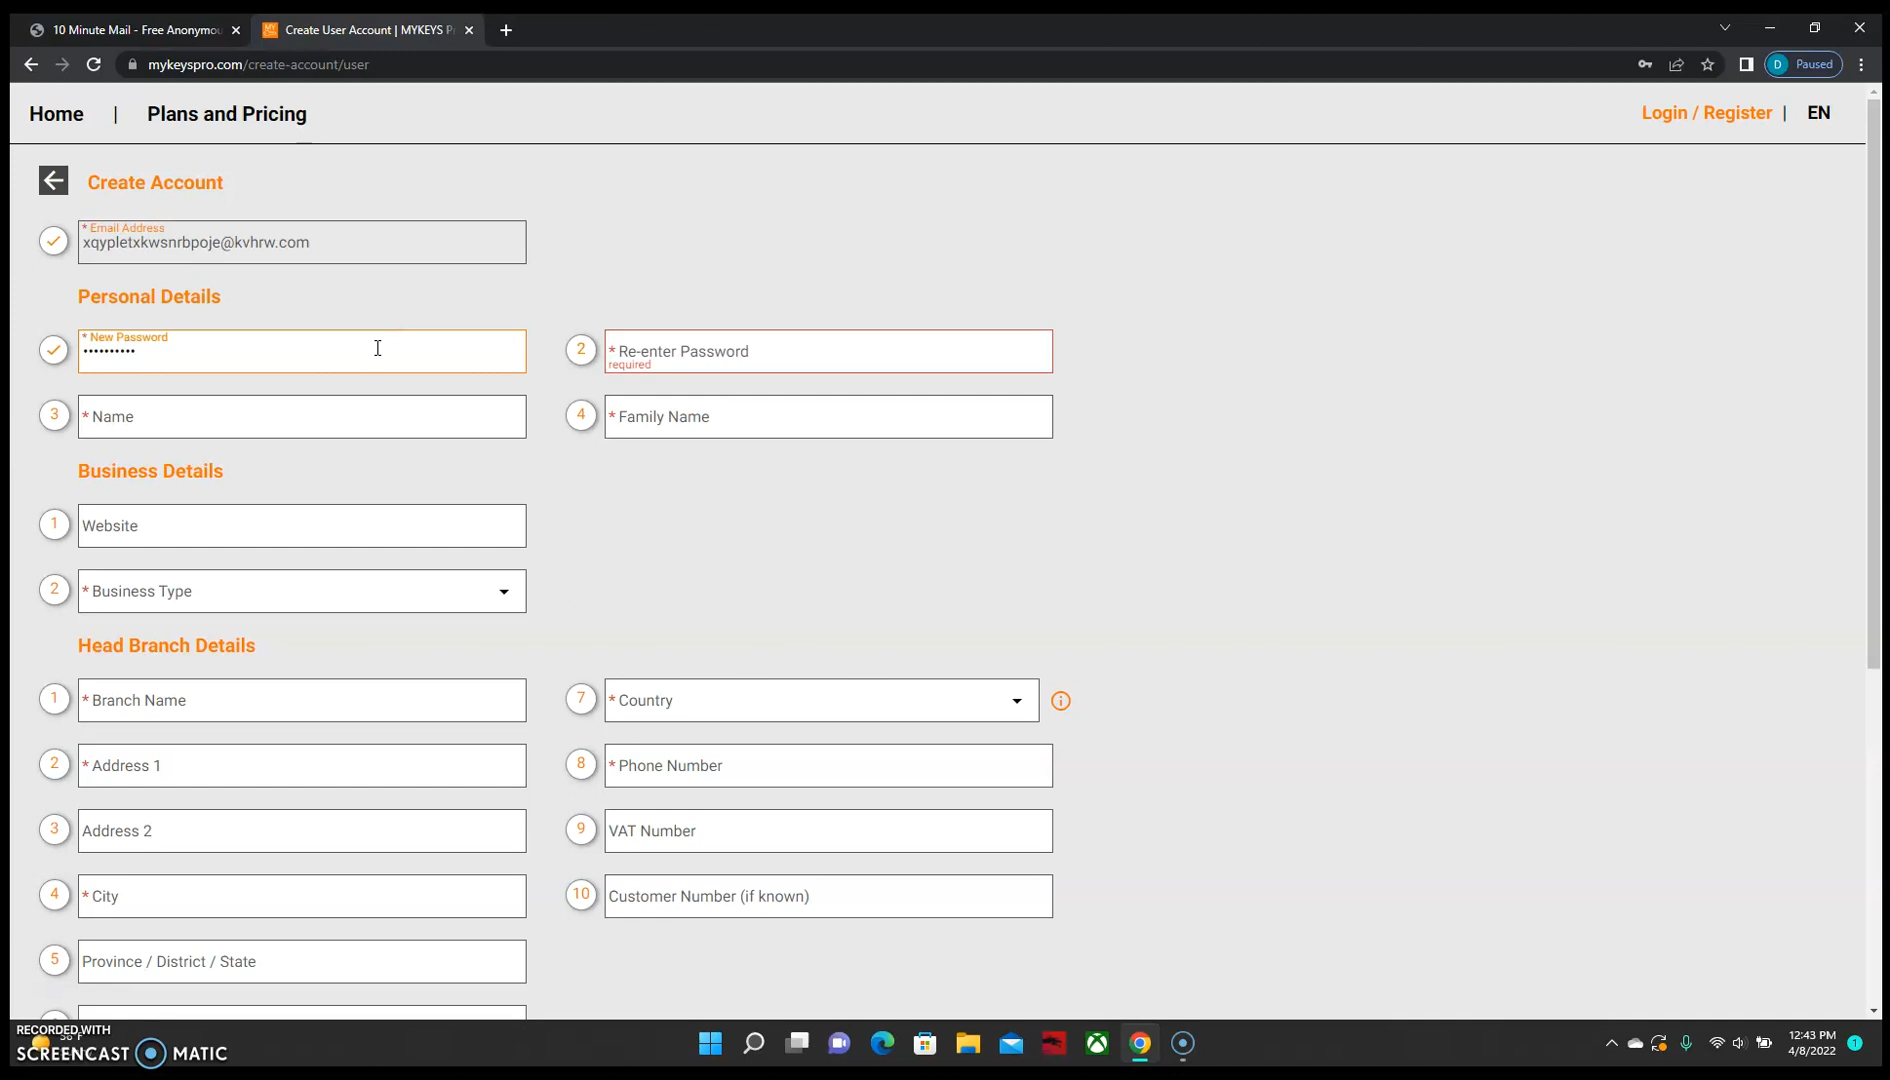 10 Minute Mail - Free Anonymou
Create User Account | MYKEYS P
mykeyspro.com/create-account/user
D Paused
Home | Plans and Pricing
Login / Register | EN
Create Account
* Email Address
xqypletxkwsnrbpoje@kvhrw.com
Personal Details
* New Password
••••••••••
2 * Re-enter Password
required
3 * Name
4 * Family Name
Business Details
1 Website
2 * Business Type
Head Branch Details
1 * Branch Name
7 * Country
2 * Address 1
8 * Phone Number
3 Address 2
9 VAT Number
4 * City
10 Customer Number (if known)
5 Province / District / State
RECORDED WITH
SCREENCAST MATIC
12:43 PM
4/8/2022
1